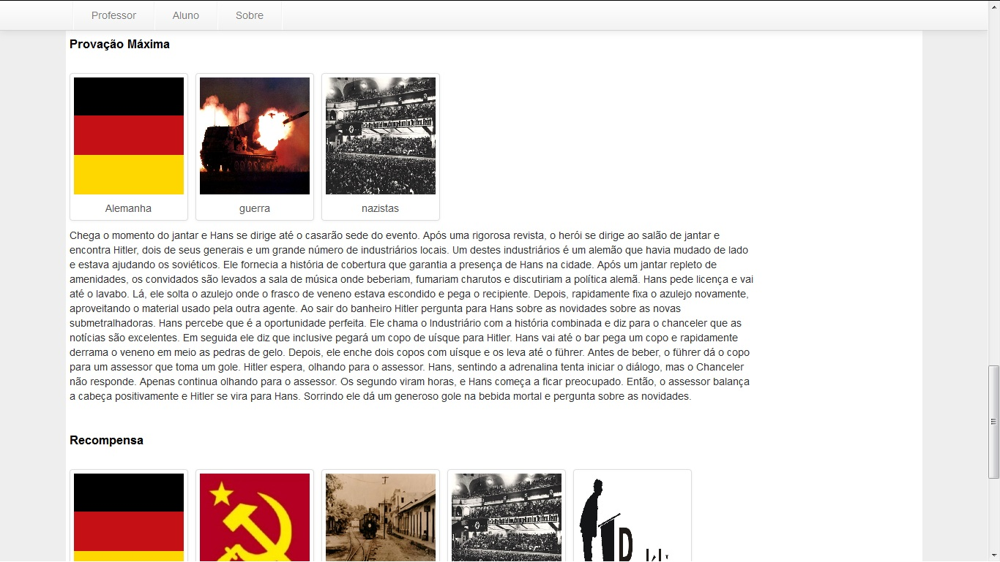 Professor Aluno Sobre
Provação Máxima
Alemanha guerra nazistas
Chega o momento do jantar e Hans se dirige até o casarão sede do evento. Após uma rigorosa revista, o herói se dirige ao salão de jantar e
encontra Hitler, dois de seus generais e um grande número de industriários locais. Um destes industriários é um alemão que havia mudado de lado
e estava ajudando os soviéticos. Ele fornecia a história de cobertura que garantia a presença de Hans na cidade. Após um jantar repleto de
amenidades, os convidados são levados a sala de música onde beberiam, fumariam charutos e discutiriam a política alemã. Hans pede licença e vai
até o lavabo. Lá, ele solta o azulejo onde o frasco de veneno estava escondido e pega o recipiente. Depois, rapidamente fixa o azulejo novamente,
aproveitando o material usado pela outra agente. Ao sair do banheiro Hitler pergunta para Hans sobre as novidades sobre as novas
submetralhadoras. Hans percebe que é a oportunidade perfeita. Ele chama o Industriário com a história combinada e diz para o chanceler que as
notícias são excelentes. Em seguida ele diz que inclusive pegará um copo de uísque para Hitler. Hans vai até o bar pega um copo e rapidamente
derrama o veneno em meio as pedras de gelo. Depois, ele enche dois copos com uísque e os leva até o führer. Antes de beber, o führer dá o copo
para um assessor que toma um gole. Hitler espera, olhando para o assessor. Hans, sentindo a adrenalina tenta iniciar o diálogo, mas o Chanceler
não responde. Apenas continua olhando para o assessor. Os segundo viram horas, e Hans começa a ficar preocupado. Então, o assessor balança
a cabeça positivamente e Hitler se vira para Hans. Sorrindo ele dá um generoso gole na bebida mortal e pergunta sobre as novidades.
Recompensa